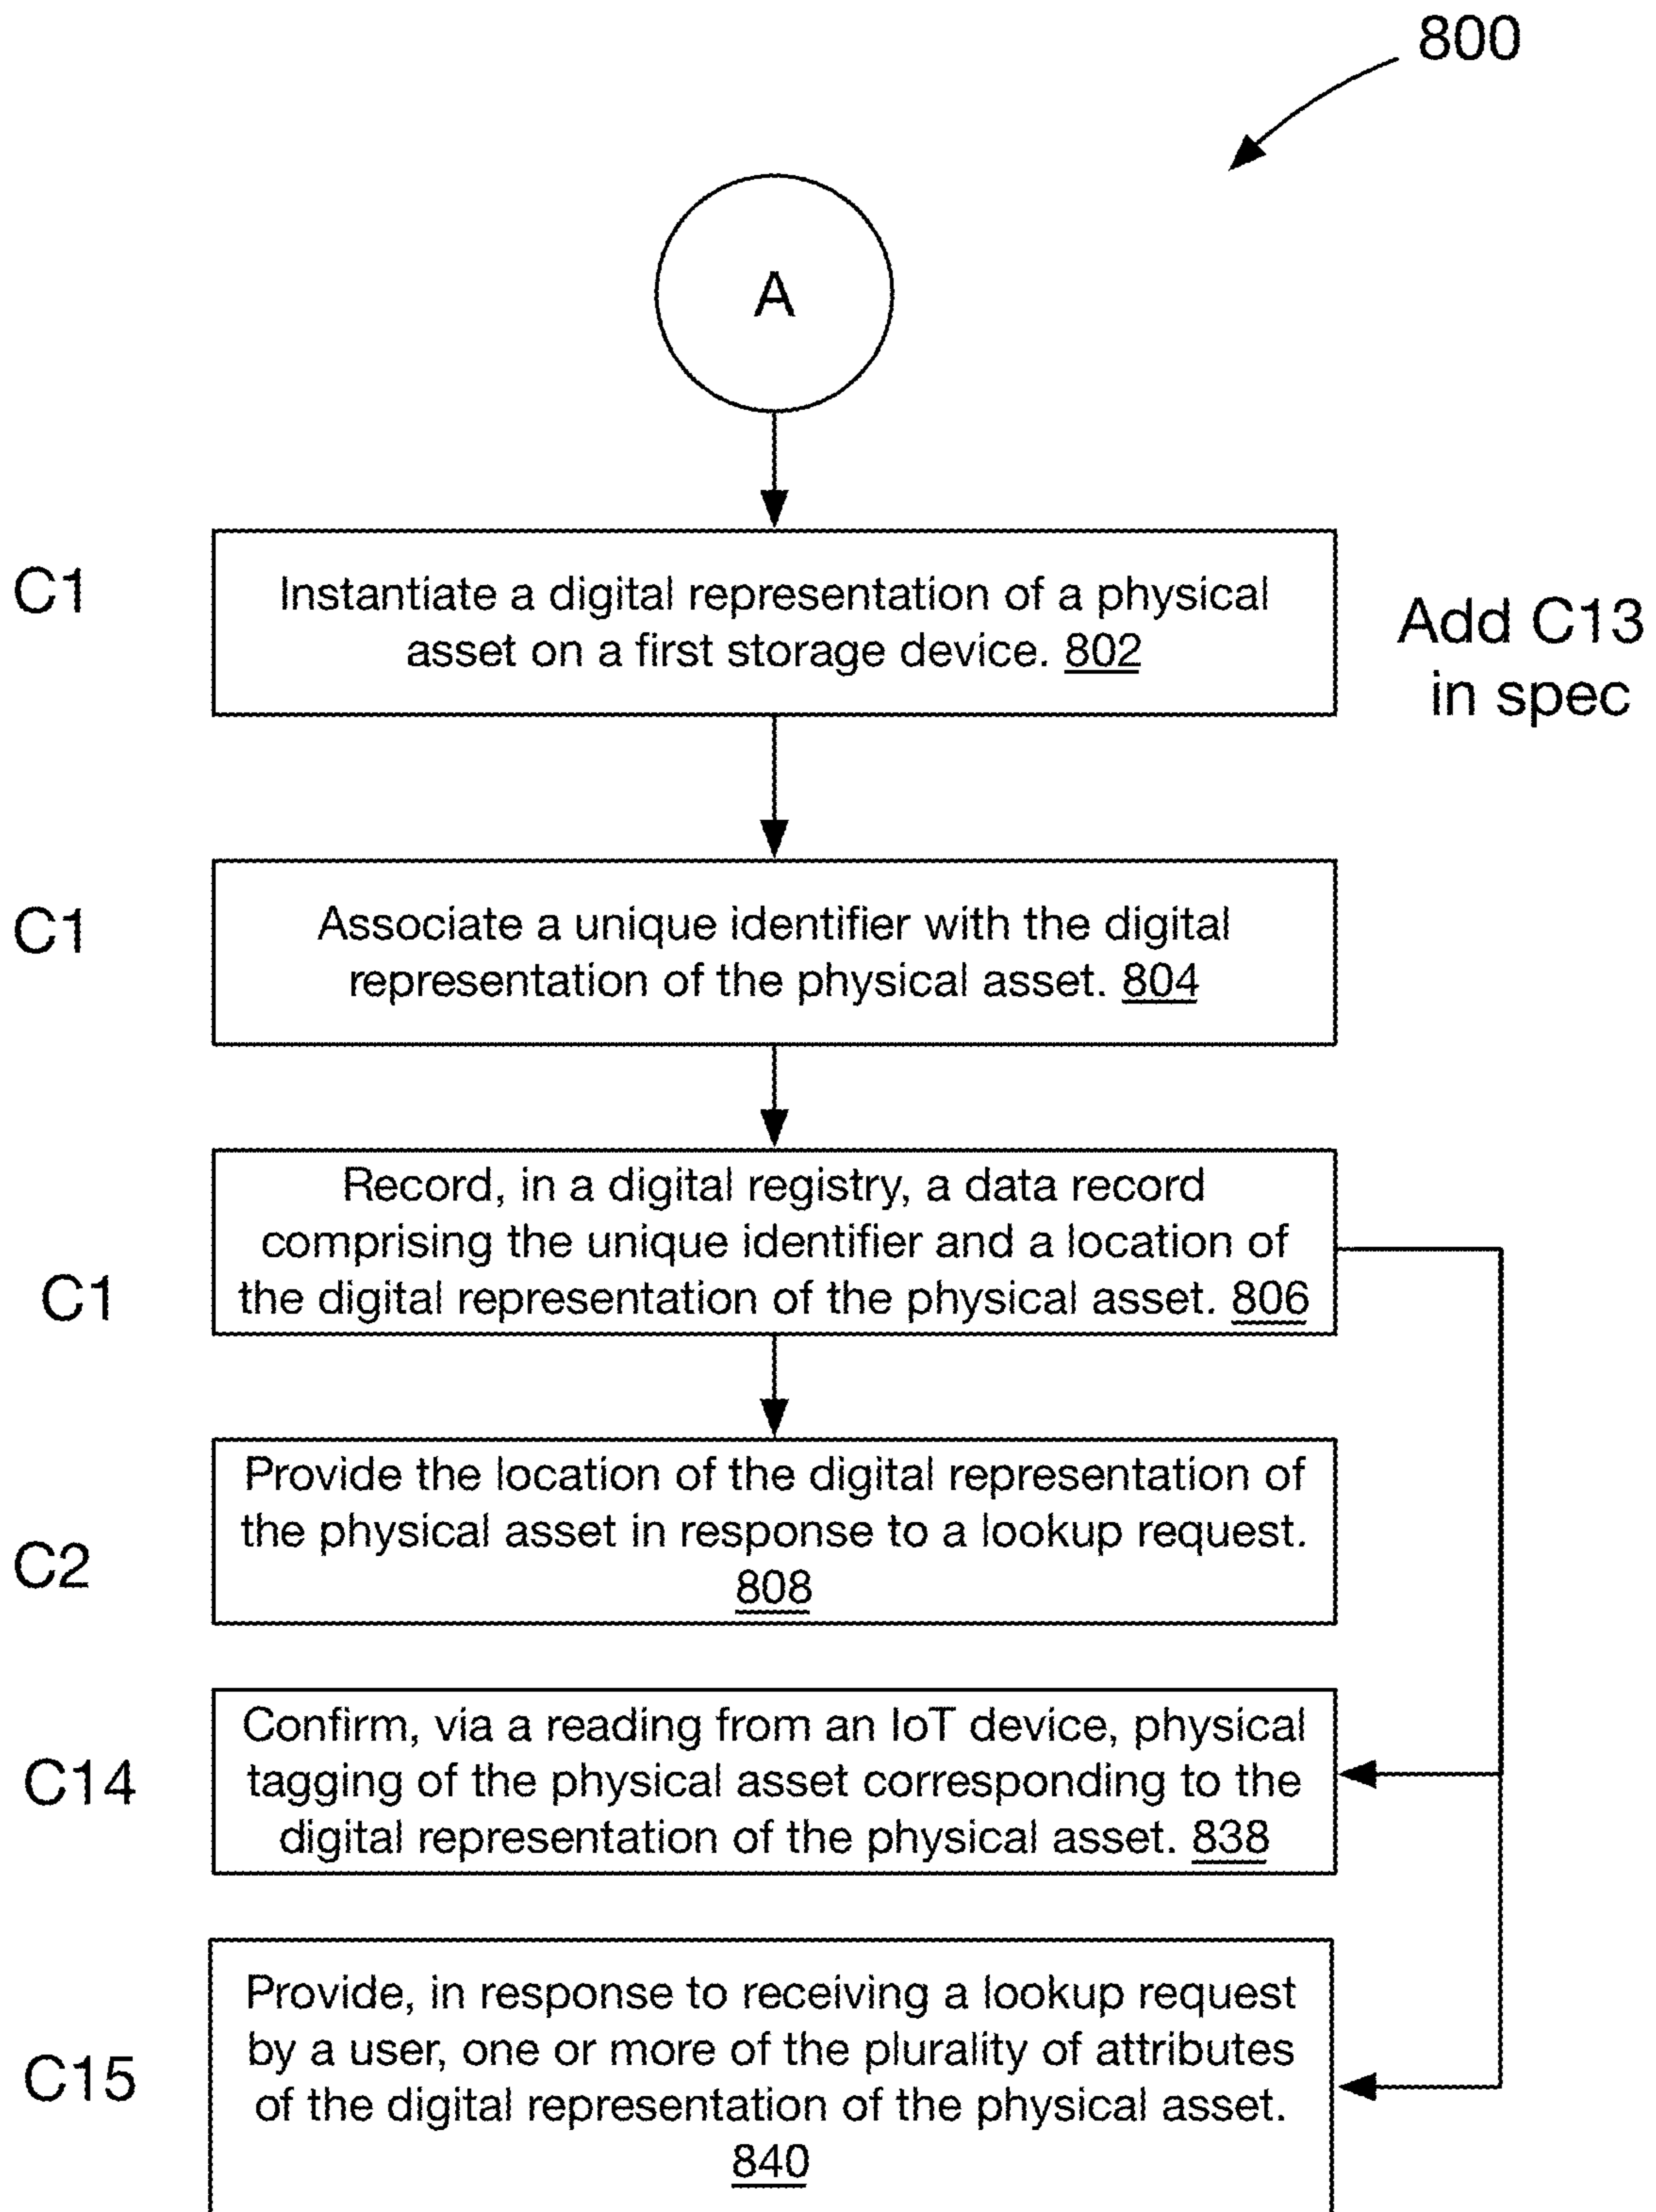 800
A
C1
Instantiate a digital representation of a physical
asset on a first storage device. 802
Add C13
in spec
C1
Associate a unique identifier with the digital
representation of the physical asset. 804
C1
Record, in a digital registry, a data record
comprising the unique identifier and a location of
the digital representation of the physical asset. 806
C2
Provide the location of the digital representation of
the physical asset in response to a lookup request.
808
C14
Confirm, via a reading from an IoT device, physical
tagging of the physical asset corresponding to the
digital representation of the physical asset. 838
C15
Provide, in response to receiving a lookup request
by a user, one or more of the plurality of attributes
of the digital representation of the physical asset.
840